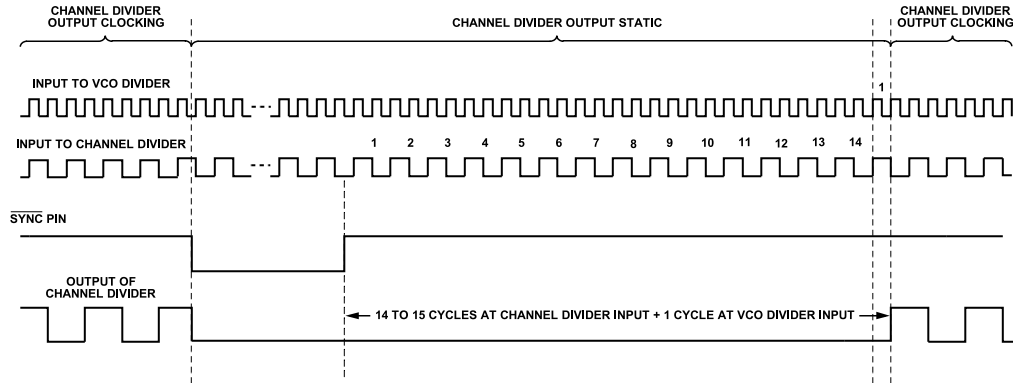 CHANNEL DIVIDER
OUTPUT CLOCKING
CHANNEL DIVIDER OUTPUT STATIC
CHANNEL DIVIDER
OUTPUT CLOCKING
INPUT TO VCO DIVIDER
1
INPUT TO CHANNEL DIVIDER
1 2 3 4 5 6 7 8 9 10 11 12 13 14
SYNC PIN
OUTPUT OF
CHANNEL DIVIDER
14 TO 15 CYCLES AT CHANNEL DIVIDER INPUT + 1 CYCLE AT VCO DIVIDER INPUT